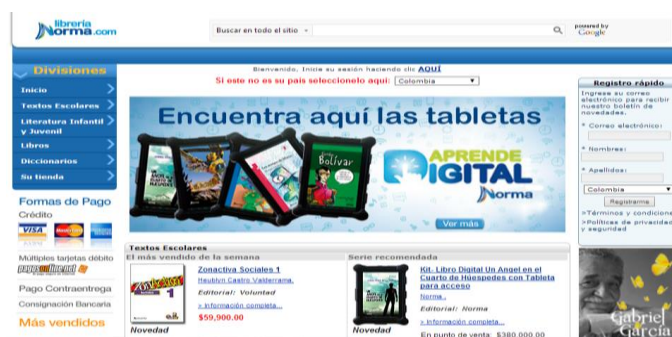 librería
Norma.com
Buscar en todo el sitio
powered by
Google
Bienvenido, Inicie su sesión haciendo clic AQUÍ
Si este no es su país selecciónelo aquí: Colombia
Divisiones
Inicio
Textos Escolares
Literatura Infantil
y Juvenil
Libros
Diccionarios
Su tienda
Formas de Pago
Crédito
VISA
Múltiples tarjetas débito
pagosonline.net
Pago Contraentrega
Consignación Bancaria
Más vendidos
Encuentra aquí las tabletas
Bolívar
APRENDE
DIGITAL
Norma
Ver más
Textos Escolares
El más vendido de la semana
Zonactiva Sociales 1
Heublyn Castro Valderrama.
Editorial: Voluntad
> Información completa...
$59,900.00
Novedad
Serie recomendada
Kit- Libro Digital Un Angel en el
Cuarto de Húespedes con Tableta
para acceso
Norma.
Editorial: Norma
> Información completa...
En punto de venta: $380,000.00
Novedad
Registro rápido
Ingrese su correo
electrónico para recibir
nuestro boletín de
novedades.
* Correo electrónico:
* Nombres:
* Apellidos:
Colombia
Registrarme
>Términos y condicione
>Políticas de privacidad
y seguridad
Gabriel
García